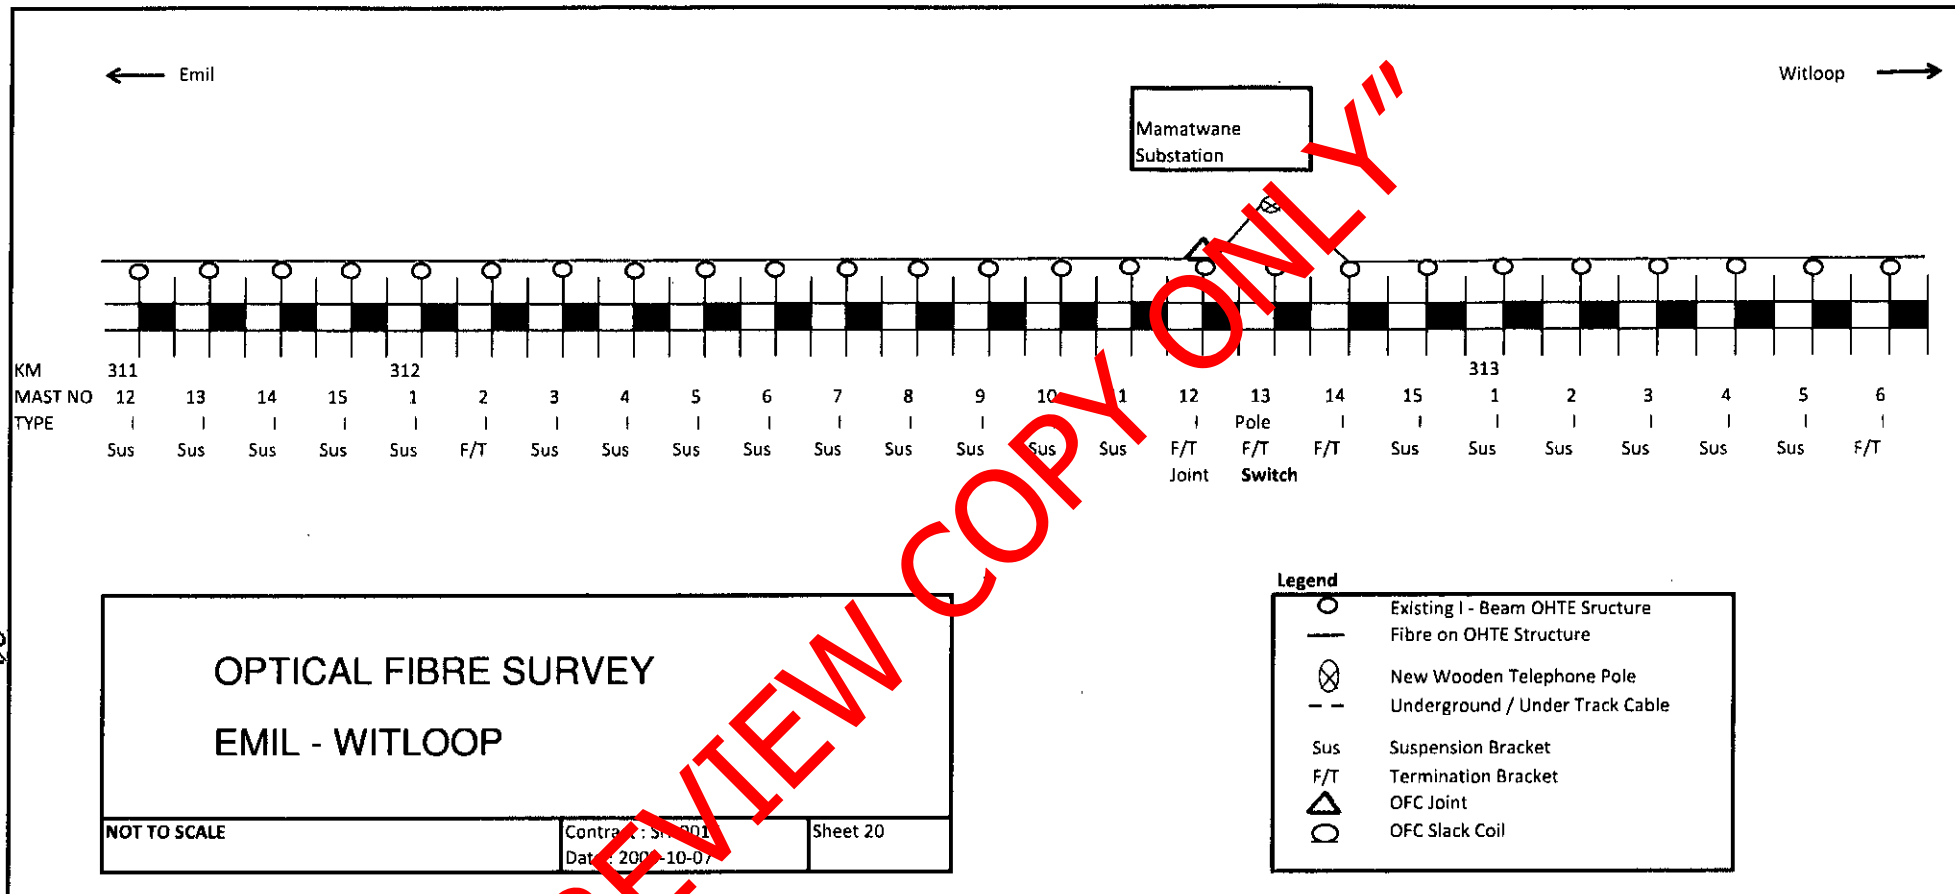 Emil
Witloop
Mamatwane
Substation
KM 311 312 313
MAST NO 12 13 14 15 1 2 3 4 5 6 7 8 9 10 1 12 13 14 15 1 2 3 4 5 6
TYPE I I I I I I I I I I I I I I I I Pole I I I I I I I I
Sus Sus Sus Sus Sus F/T Sus Sus Sus Sus Sus Sus Sus Sus Sus F/T F/T F/T Sus Sus Sus Sus Sus Sus F/T
Joint Switch
Legend
Existing I - Beam OHTE Sructure
Fibre on OHTE Structure
New Wooden Telephone Pole
Underground / Under Track Cable
Sus Suspension Bracket
F/T Termination Bracket
OFC Joint
OFC Slack Coil
OPTICAL FIBRE SURVEY
EMIL - WITLOOP
NOT TO SCALE
Contract :
Sheet 20
REVIEW COPY ONLY"